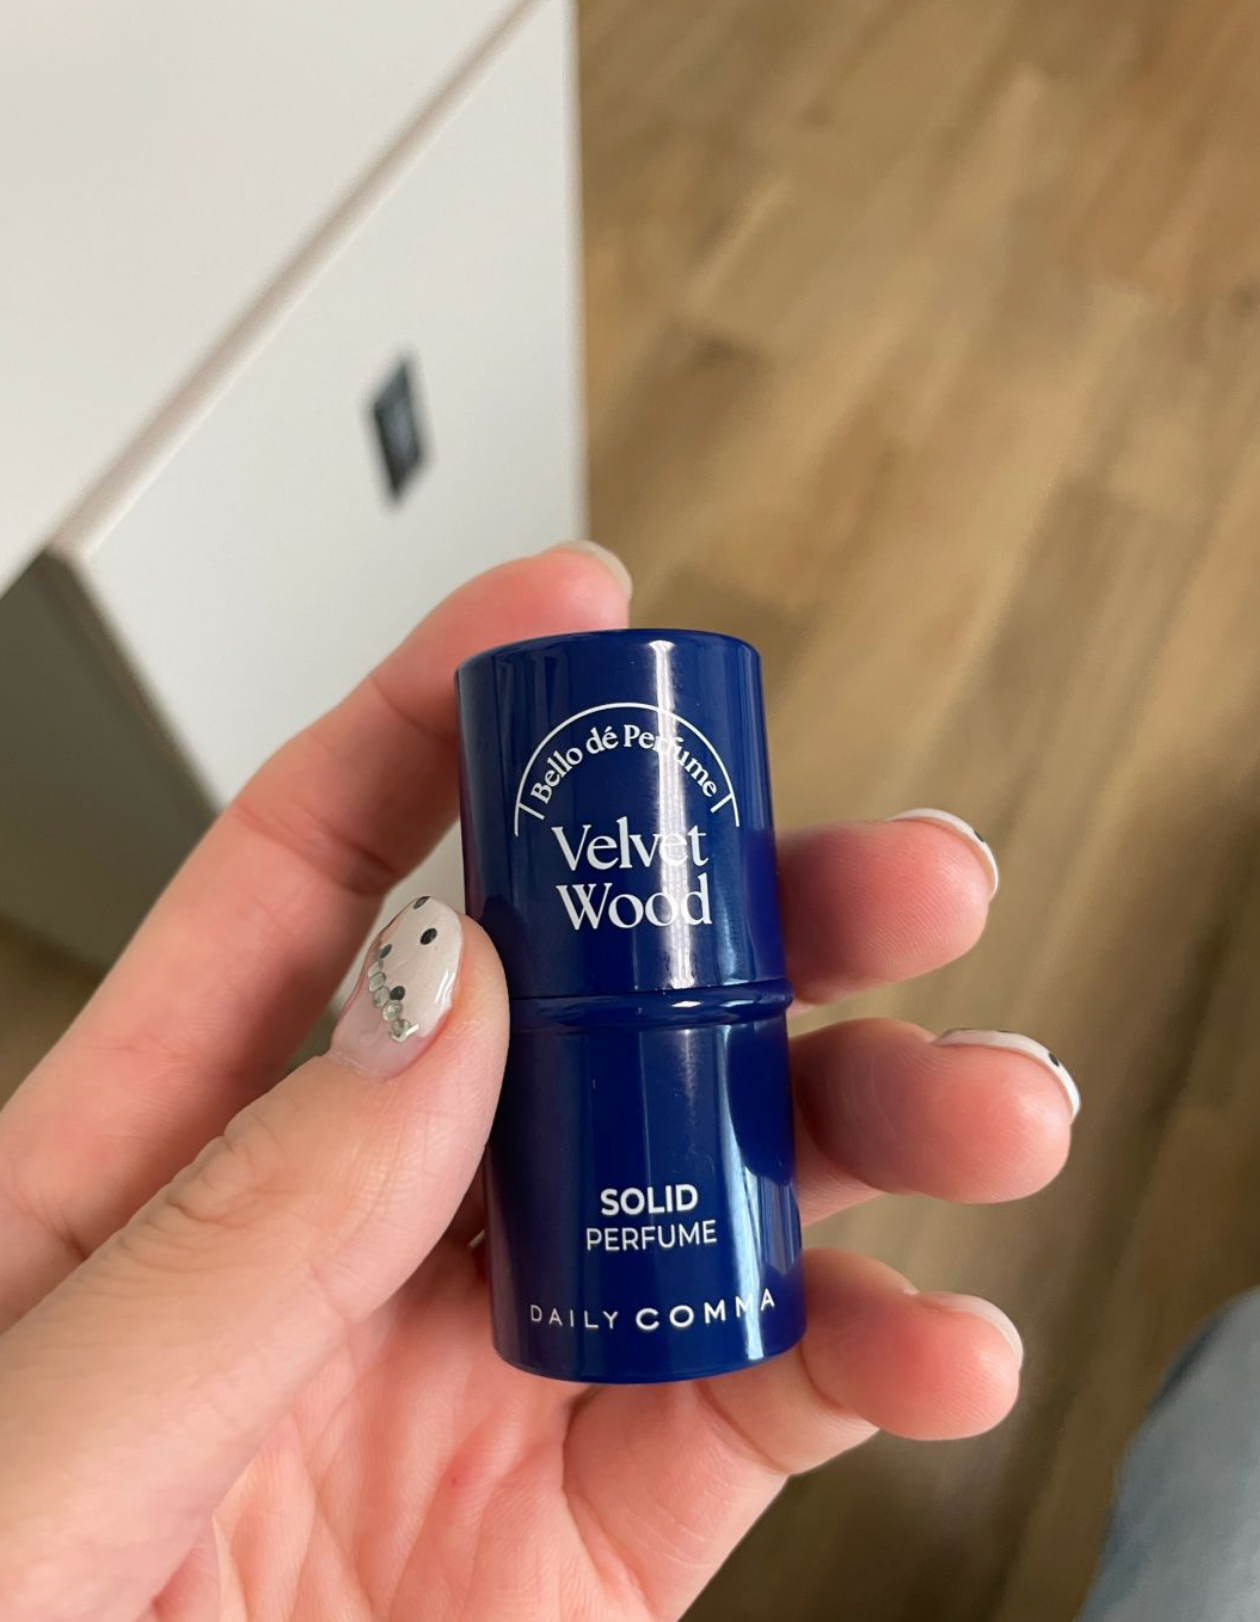 Bello dé Perfume
Velvet
Wood
SOLID
PERFUME
DAILY COMMA